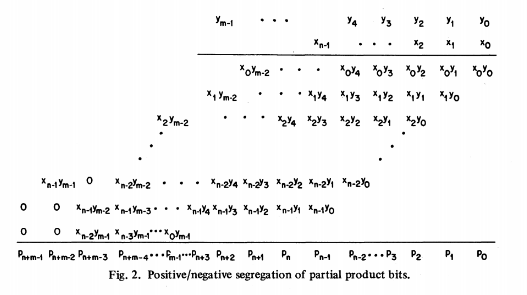 y_{m-1} · · · y_4 y_3 y_2 y_1 y_0
x_{n-1} · · · x_2 x_1 x_0
x_0y_{m-2} · · · x_0y_4 x_0y_3 x_0y_2 x_0y_1 x_0y_0
x_1y_{m-2} · · · x_1y_4 x_1y_3 x_1y_2 x_1y_1 x_1y_0
x_2y_{m-2} · · · x_2y_4 x_2y_3 x_2y_2 x_2y_1 x_2y_0
x_{n-1}y_{m-1} 0 x_{n-2}y_{m-2} · · · x_{n-2}y_4 x_{n-2}y_3 x_{n-2}y_2 x_{n-2}y_1 x_{n-2}y_0
0 0 x_{n-1}y_{m-2} x_{n-1}y_{m-3} · · · x_{n-1}y_4 x_{n-1}y_3 x_{n-1}y_2 x_{n-1}y_1 x_{n-1}y_0
0 0 x_{n-2}y_{m-1} x_{n-3}y_{m-1} ··· x_0y_{m-1}
P_{n+m-1} P_{n+m-2} P_{n+m-3} P_{n+m-4} ··· P_{m-1} ··· P_{n+3} P_{n+2} P_{n+1} P_n P_{n-1} P_{n-2} ··· P_3 P_2 P_1 P_0
Fig. 2. Positive/negative segregation of partial product bits.